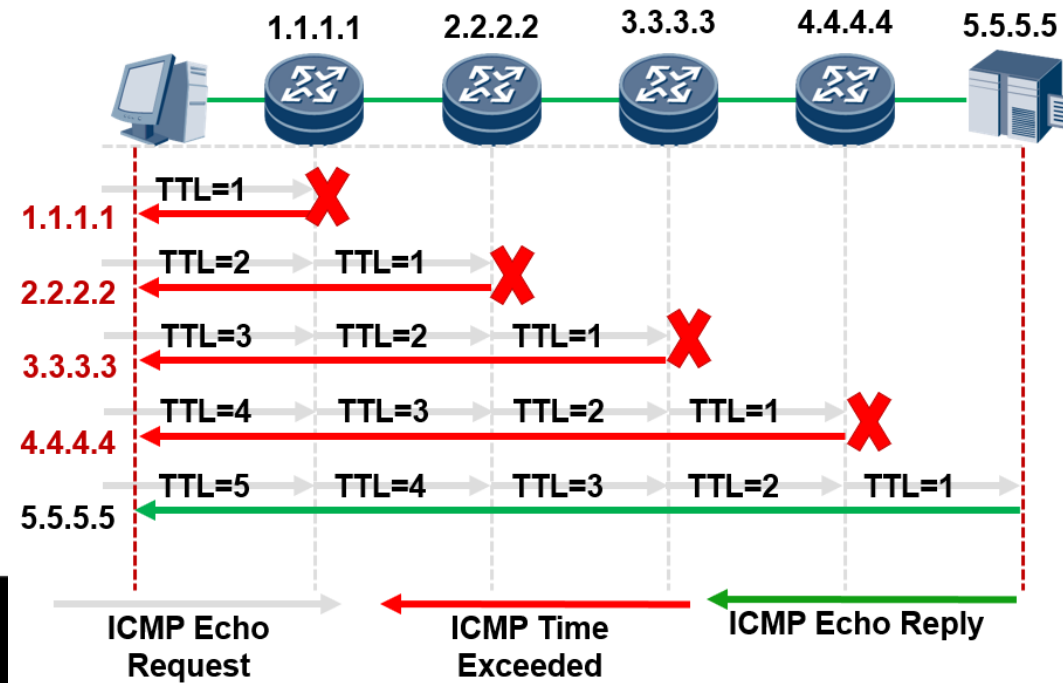 1.1.1.1 2.2.2.2 3.3.3.3 4.4.4.4 5.5.5.5
TTL=1
1.1.1.1
TTL=2 TTL=1
2.2.2.2
TTL=3 TTL=2 TTL=1
3.3.3.3
TTL=4 TTL=3 TTL=2 TTL=1
4.4.4.4
TTL=5 TTL=4 TTL=3 TTL=2 TTL=1
5.5.5.5
ICMP Echo
Request
ICMP Time
Exceeded
ICMP Echo Reply